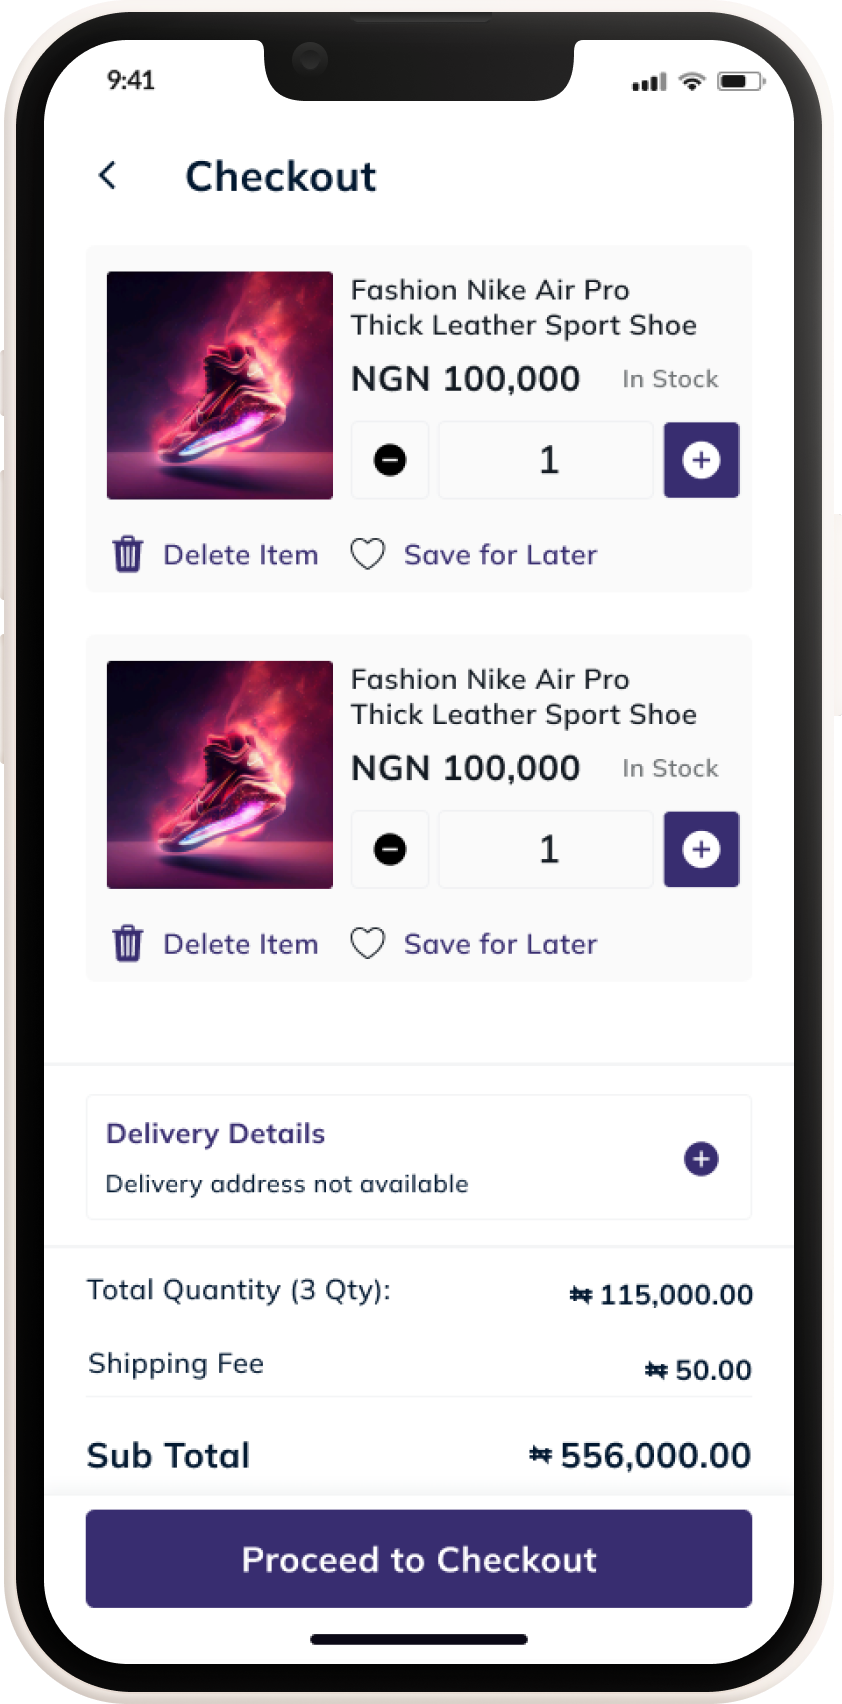 9:41
Checkout
Fashion Nike Air Pro
Thick Leather Sport Shoe
NGN 100,000 In Stock
1
Delete Item Save for Later
Fashion Nike Air Pro
Thick Leather Sport Shoe
NGN 100,000 In Stock
1
Delete Item Save for Later
Delivery Details
Delivery address not available
Total Quantity (3 Qty): ₦ 115,000.00
Shipping Fee ₦ 50.00
Sub Total ₦ 556,000.00
Proceed to Checkout